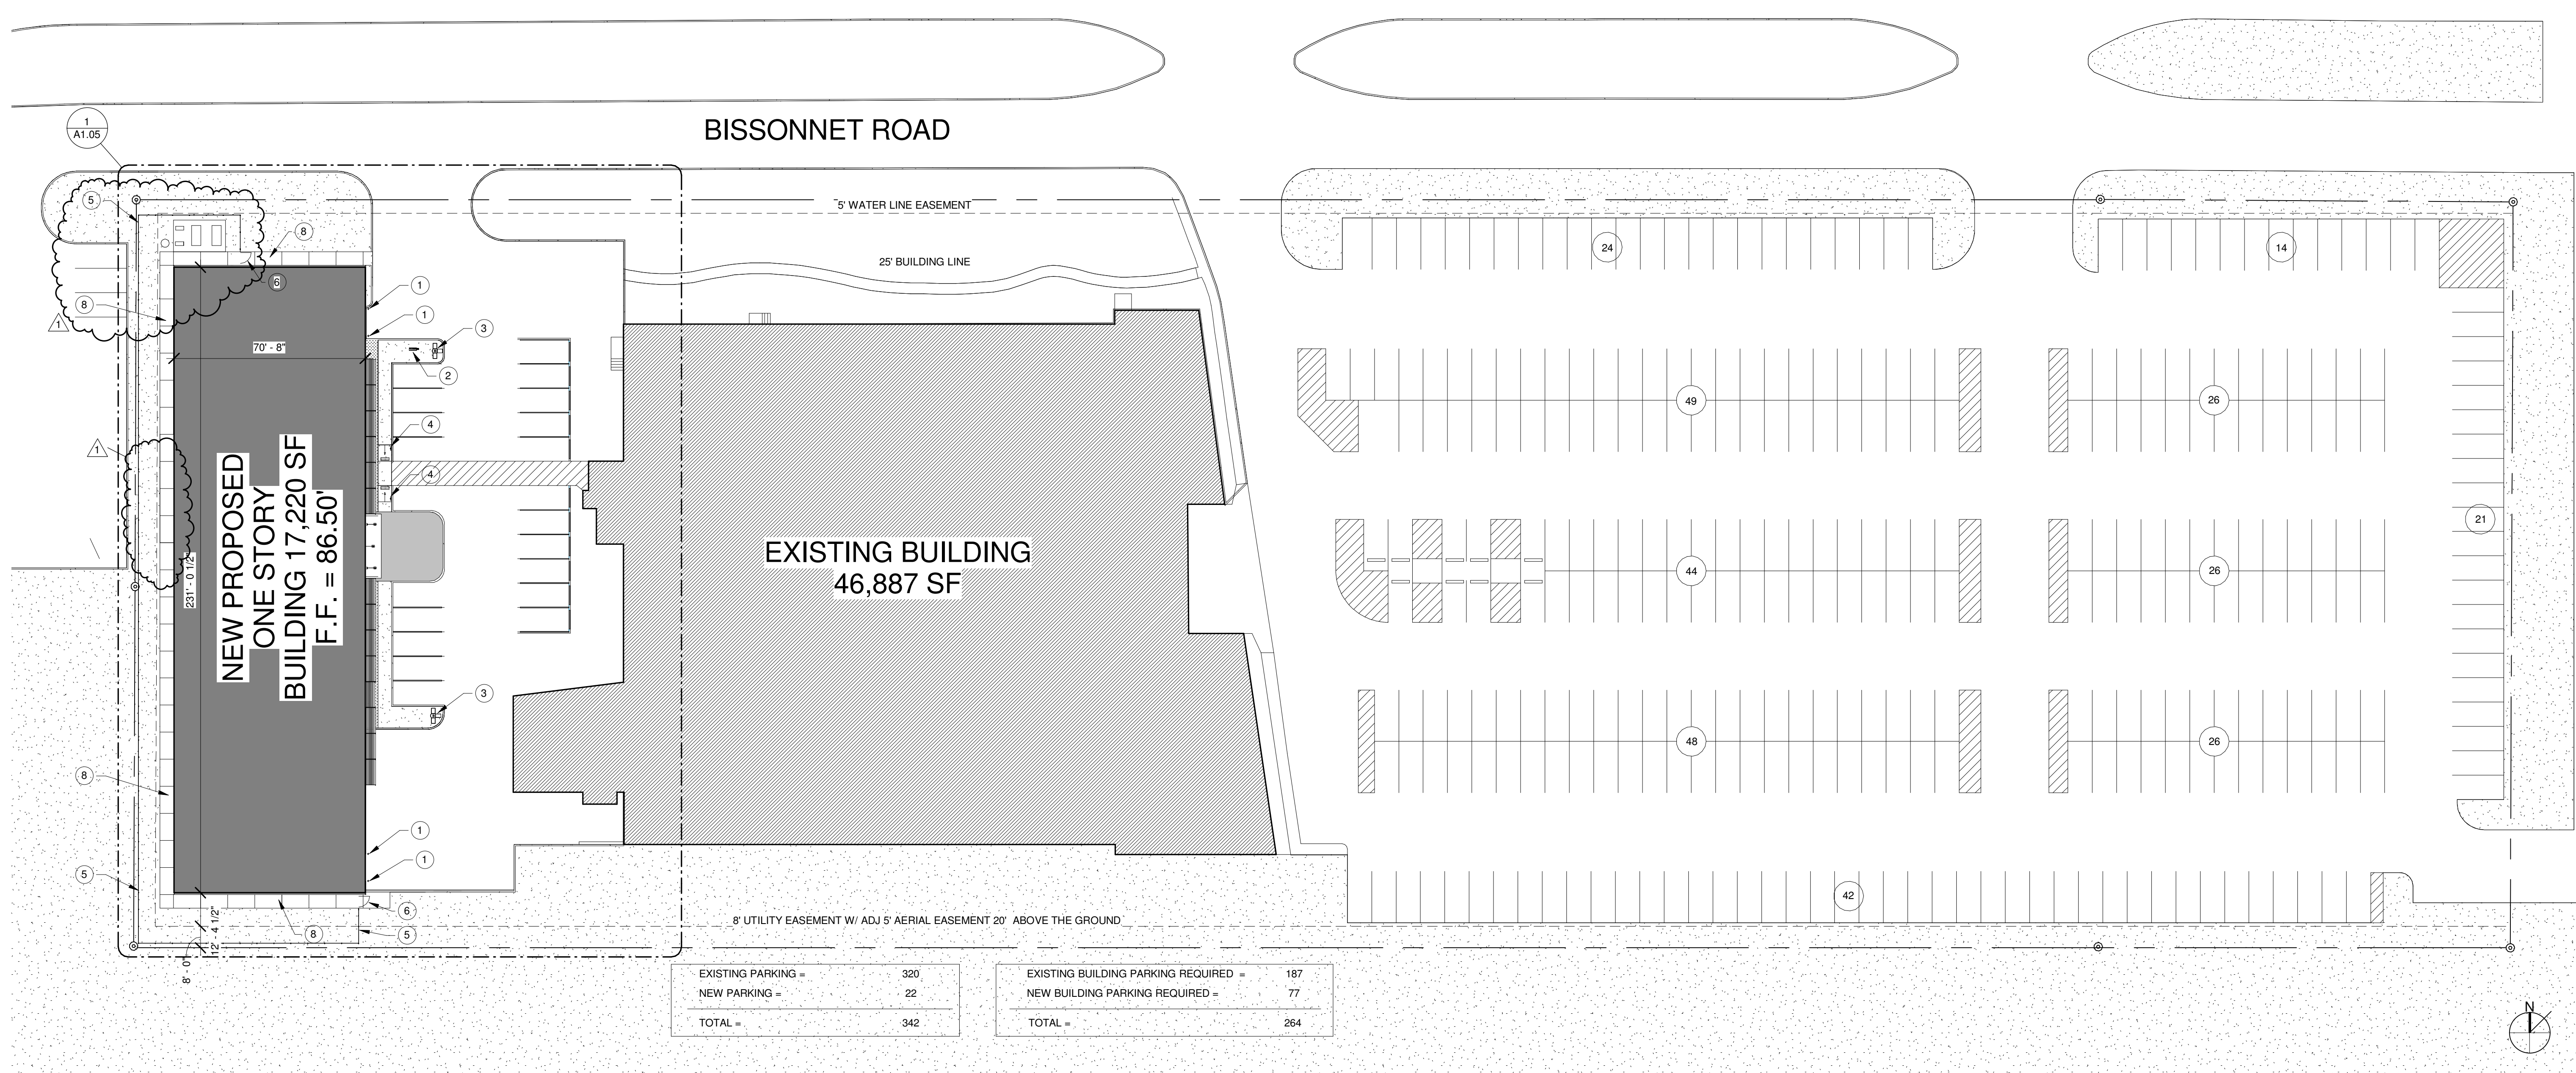 1
A1.05
BISSONNET ROAD
5
5' WATER LINE EASEMENT
8
24
14
25' BUILDING LINE
6
1
8
1
1
3
70' - 8"
2
49
26
4
1
4
NEW PROPOSED
ONE STORY
BUILDING 17,220 SF
F.F. = 86.50'
231' - 0 1/2"
EXISTING BUILDING
46,887 SF
21
44
26
3
48
26
8
1
1
5
42
6
8' UTILITY EASEMENT W/ ADJ 5' AERIAL EASEMENT 20' ABOVE THE GROUND
8
5
12' - 4 1/2"
8' - 0"
EXISTING PARKING = 320
NEW PARKING = 22
TOTAL = 342
EXISTING BUILDING PARKING REQUIRED = 187
NEW BUILDING PARKING REQUIRED = 77
TOTAL = 264
N